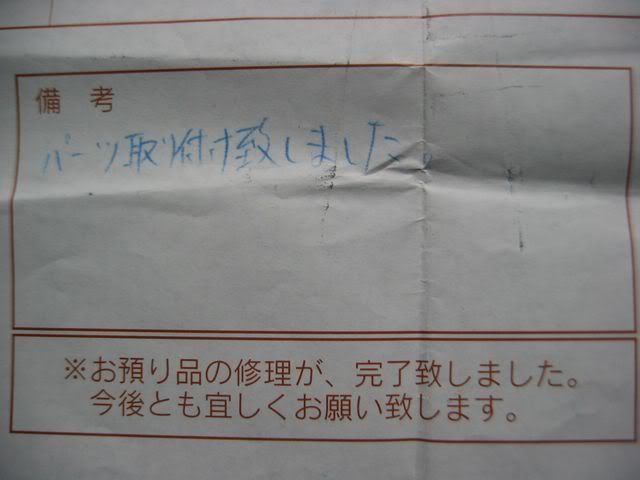 備考
パーツ取り付け致しました。
※お預り品の修理が、完了致しました。
今後とも宜しくお願い致します。